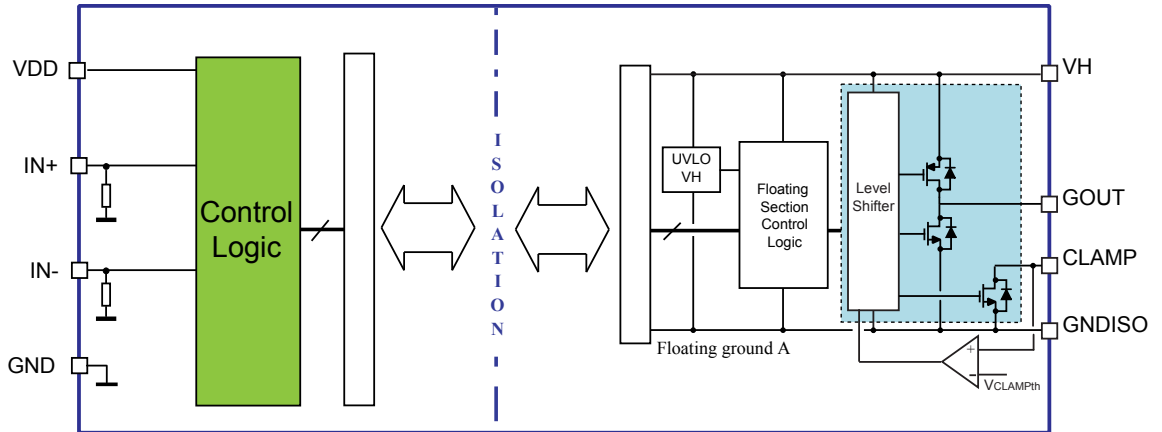 VDD
IN+
IN-
GND
Control
Logic
ISOLATION
UVLO
VH
Floating
Section
Control
Logic
Level
Shifter
VH
GOUT
CLAMP
GNDISO
Floating ground A
+
-
VCLAMPth